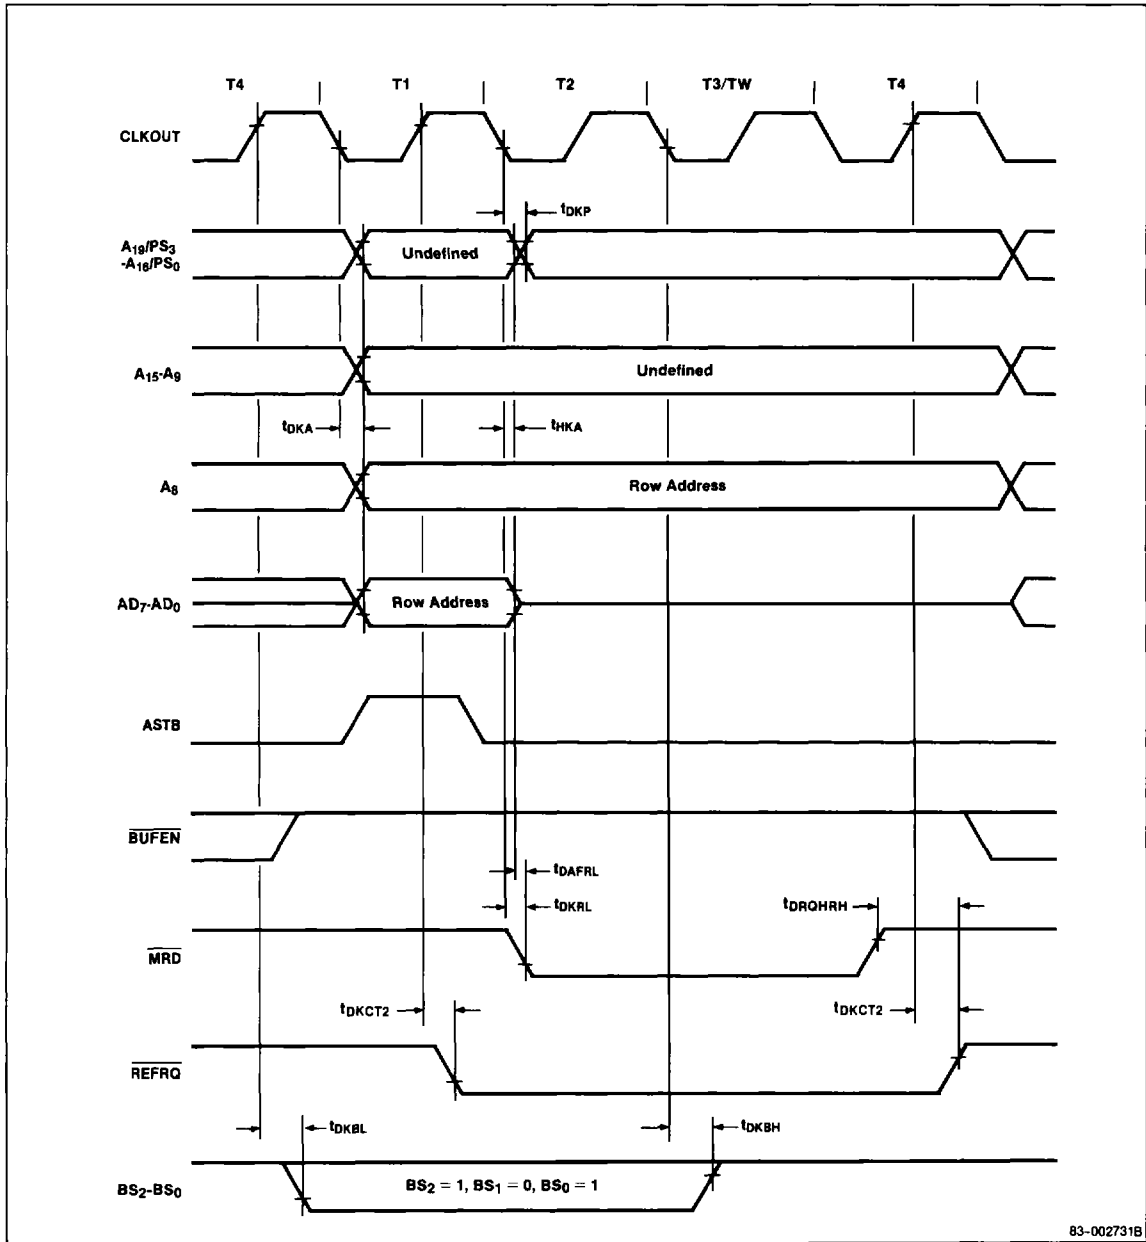 T4 T1 T2 T3/TW T4
CLKOUT
tDKP
A19/PS3
-A16/PS0
Undefined
A15-A9
Undefined
tDKA
tHKA
A8
Row Address
AD7-AD0
Row Address
ASTB
BUFEN
tDAFRL
tDKRL
tDRQHRH
MRD
tDKCT2
tDKCT2
REFRQ
tDKBL
tDKBH
BS2-BS0
BS2 = 1, BS1 = 0, BS0 = 1
83-002731B